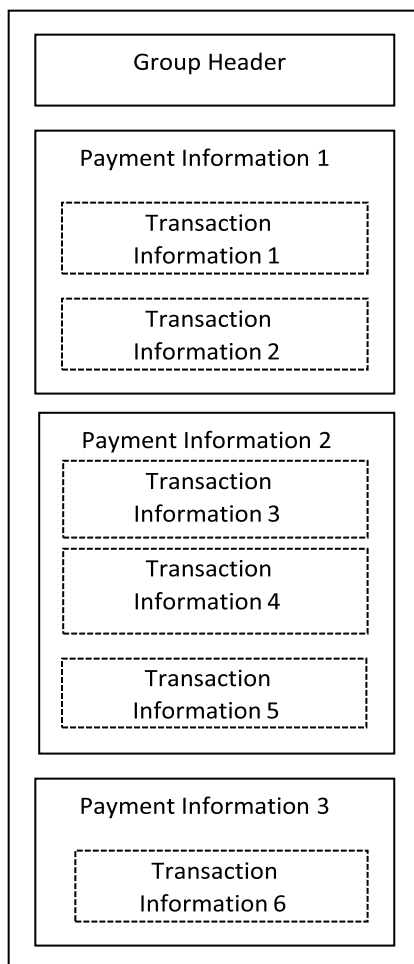 Group Header
Payment Information 1
Transaction
Information 1
Transaction
Information 2
Payment Information 2
Transaction
Information 3
Transaction
Information 4
Transaction
Information 5
Payment Information 3
Transaction
Information 6